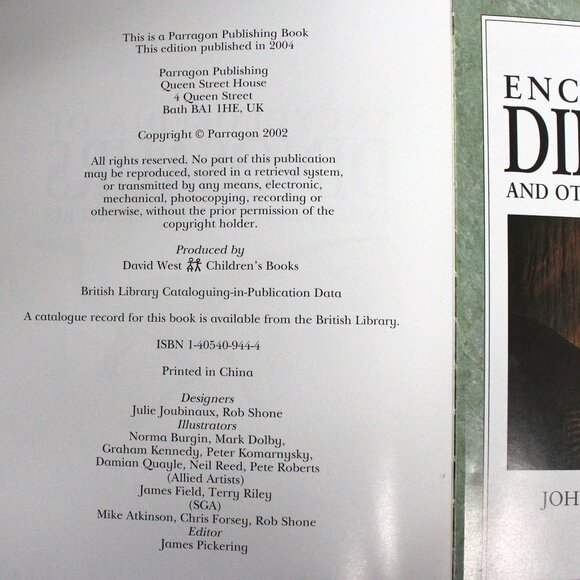 This is a Parragon Publishing Book
This edition published in 2004
Parragon Publishing
Queen Street House
4 Queen Street
Bath BA1 1HE, UK
Copyright © Parragon 2002
All rights reserved. No part of this publication
may be reproduced, stored in a retrieval system,
or transmitted by any means, electronic,
mechanical, photocopying, recording or
otherwise, without the prior permission of the
copyright holder.
Produced by
David West Children's Books
British Library Cataloguing-in-Publication Data
A catalogue record for this book is available from the British Library.
ISBN 1-40540-944-4
Printed in China
Designers
Julie Joubinaux, Rob Shone
Illustrators
Norma Burgin, Mark Dolby,
Graham Kennedy, Peter Komarnysky,
Damian Quayle, Neil Reed, Pete Roberts
(Allied Artists)
James Field, Terry Riley
(SGA)
Mike Atkinson, Chris Forsey, Rob Shone
Editor
James Pickering
ENC
DI
AND OT
JOH